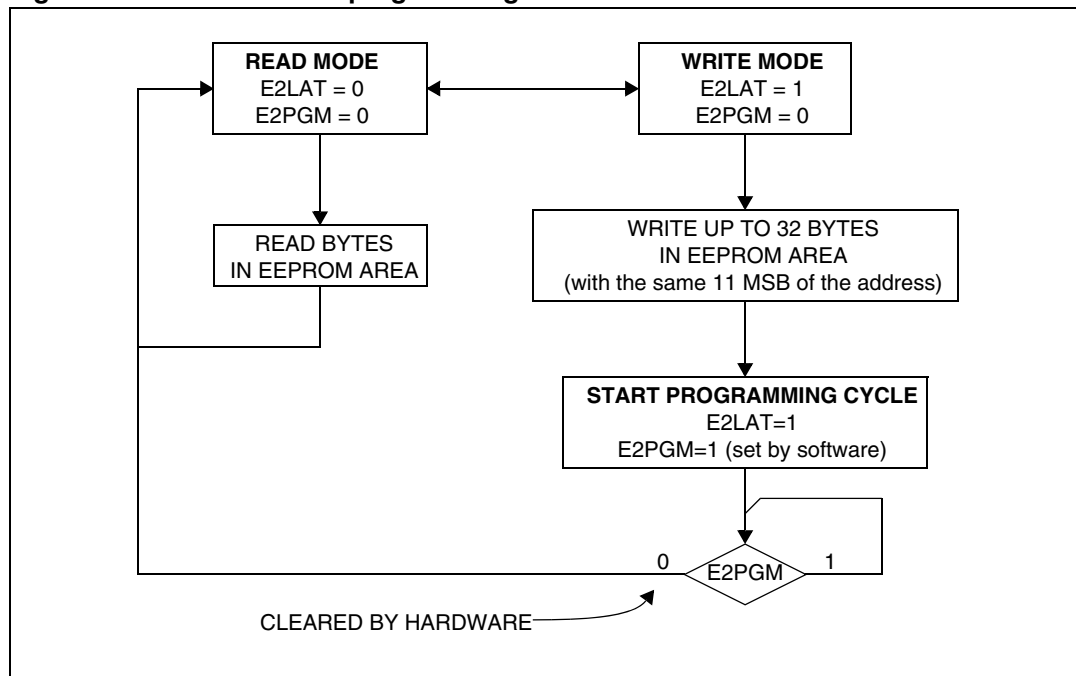 READ MODE
E2LAT = 0
E2PGM = 0
WRITE MODE
E2LAT = 1
E2PGM = 0
READ BYTES
IN EEPROM AREA
WRITE UP TO 32 BYTES
IN EEPROM AREA
(with the same 11 MSB of the address)
START PROGRAMMING CYCLE
E2LAT=1
E2PGM=1 (set by software)
0
E2PGM
1
CLEARED BY HARDWARE